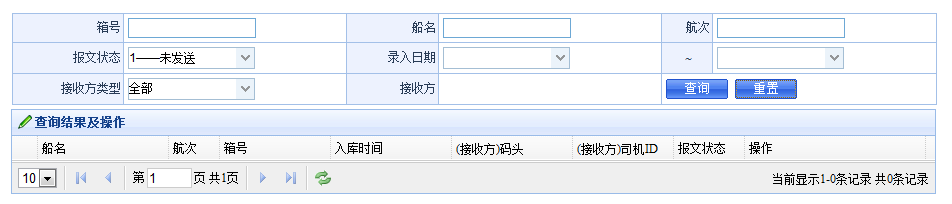 箱号 船名 航次
报文状态 1——未发送 录入日期 ~
接收方类型 全部 接收方 查询 重置
查询结果及操作
船名 航次 箱号 入库时间 (接收方)码头 (接收方)司机ID 报文状态 操作
10 第 1 页 共1页 当前显示1-0条记录 共0条记录